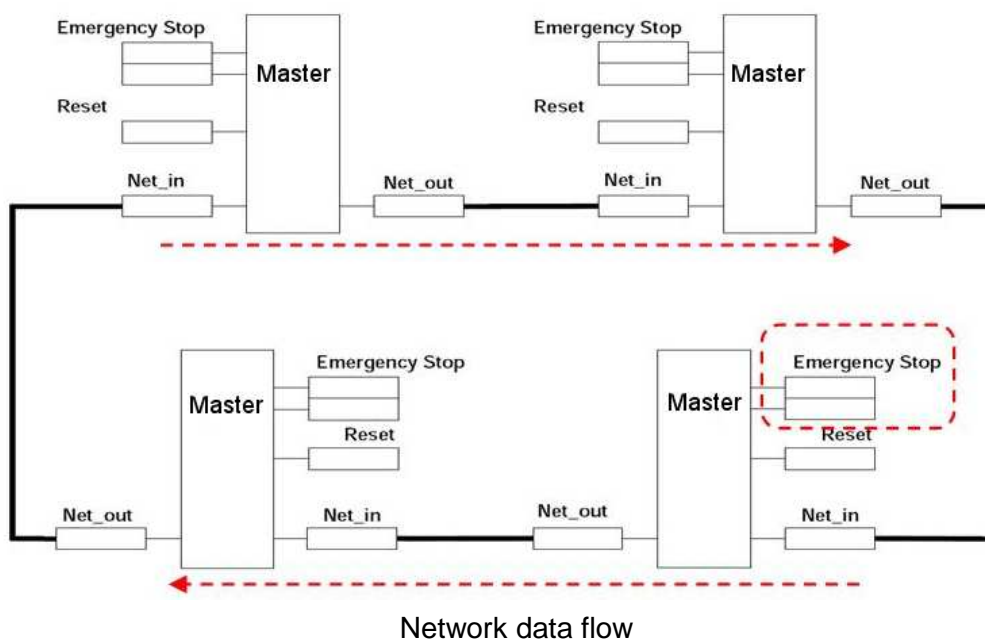 Emergency Stop
Master
Reset
Net_in
Net_out
Emergency Stop
Master
Reset
Net_in
Net_out
Master
Emergency Stop
Reset
Net_out
Net_in
Master
Emergency Stop
Reset
Net_out
Net_in
Network data flow